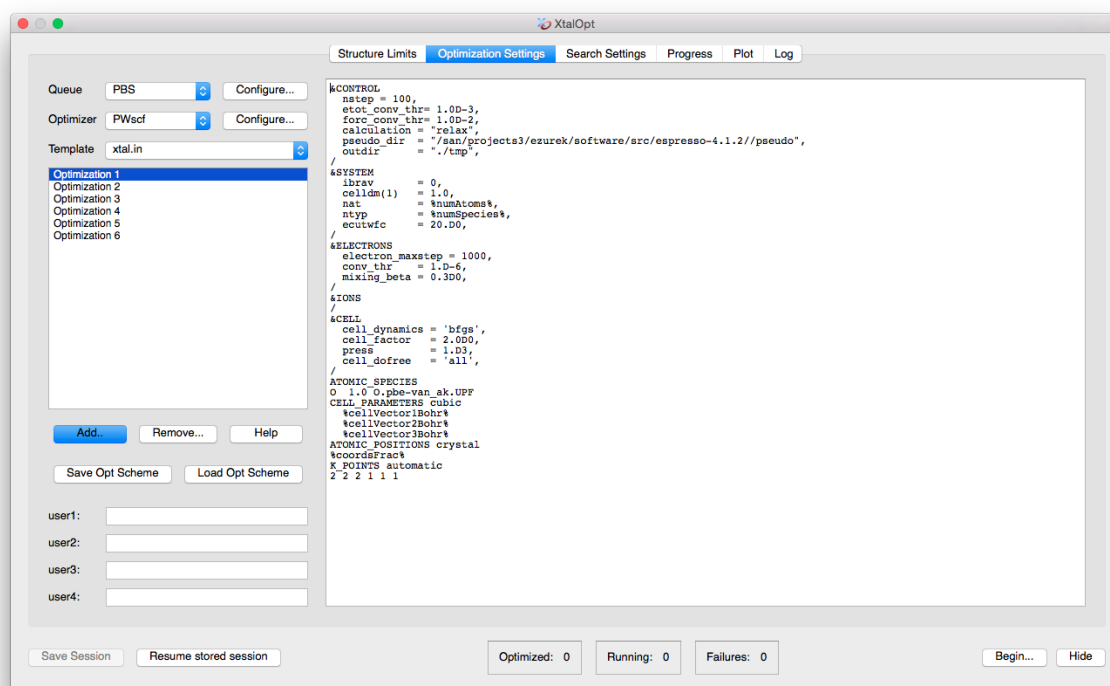 XtalOpt
Structure Limits Optimization Settings Search Settings Progress Plot Log
Queue PBS Configure...
Optimizer PWscf Configure...
Template xtal.in
Optimization 1
Optimization 2
Optimization 3
Optimization 4
Optimization 5
Optimization 6
Add.. Remove... Help
Save Opt Scheme Load Opt Scheme
user1:
user2:
user3:
user4:
&CONTROL
  nstep = 100,
  etot_conv_thr= 1.0D-3,
  forc_conv_thr= 1.0D-2,
  calculation = "relax",
  pseudo_dir  = "/san/projects3/ezurek/software/src/espresso-4.1.2//pseudo",
  outdir      = "./tmp",
/
&SYSTEM
  ibrav       = 0,
  celldm(1)   = 1.0,
  nat         = %numAtoms%,
  ntyp        = %numSpecies%,
  ecutwfc     = 20.D0,
/
&ELECTRONS
  electron_maxstep = 1000,
  conv_thr    = 1.D-6,
  mixing_beta = 0.3D0,
/
&IONS
/
&CELL
  cell_dynamics = 'bfgs',
  cell_factor   = 2.0D0,
  press         = 1.D3,
  cell_dofree   = 'all',
/
ATOMIC_SPECIES
O  1.0 O.pbe-van_ak.UPF
CELL_PARAMETERS cubic
  %cellVector1Bohr%
  %cellVector2Bohr%
  %cellVector3Bohr%
ATOMIC_POSITIONS crystal
%coordsFrac%
K_POINTS automatic
2 2 2 1 1 1
Save Session Resume stored session Optimized: 0 Running: 0 Failures: 0 Begin... Hide